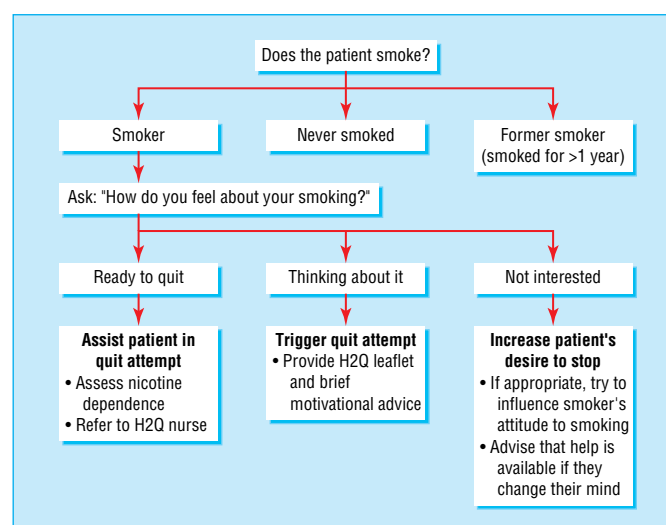 Does the patient smoke?
Smoker
Never smoked
Former smoker
(smoked for >1 year)
Ask: "How do you feel about your smoking?"
Ready to quit
Thinking about it
Not interested
Assist patient in
quit attempt
• Assess nicotine
dependence
• Refer to H2Q nurse
Trigger quit attempt
• Provide H2Q leaflet
and brief
motivational advice
Increase patient's
desire to stop
• If appropriate, try to
influence smoker's
attitude to smoking
• Advise that help is
available if they
change their mind